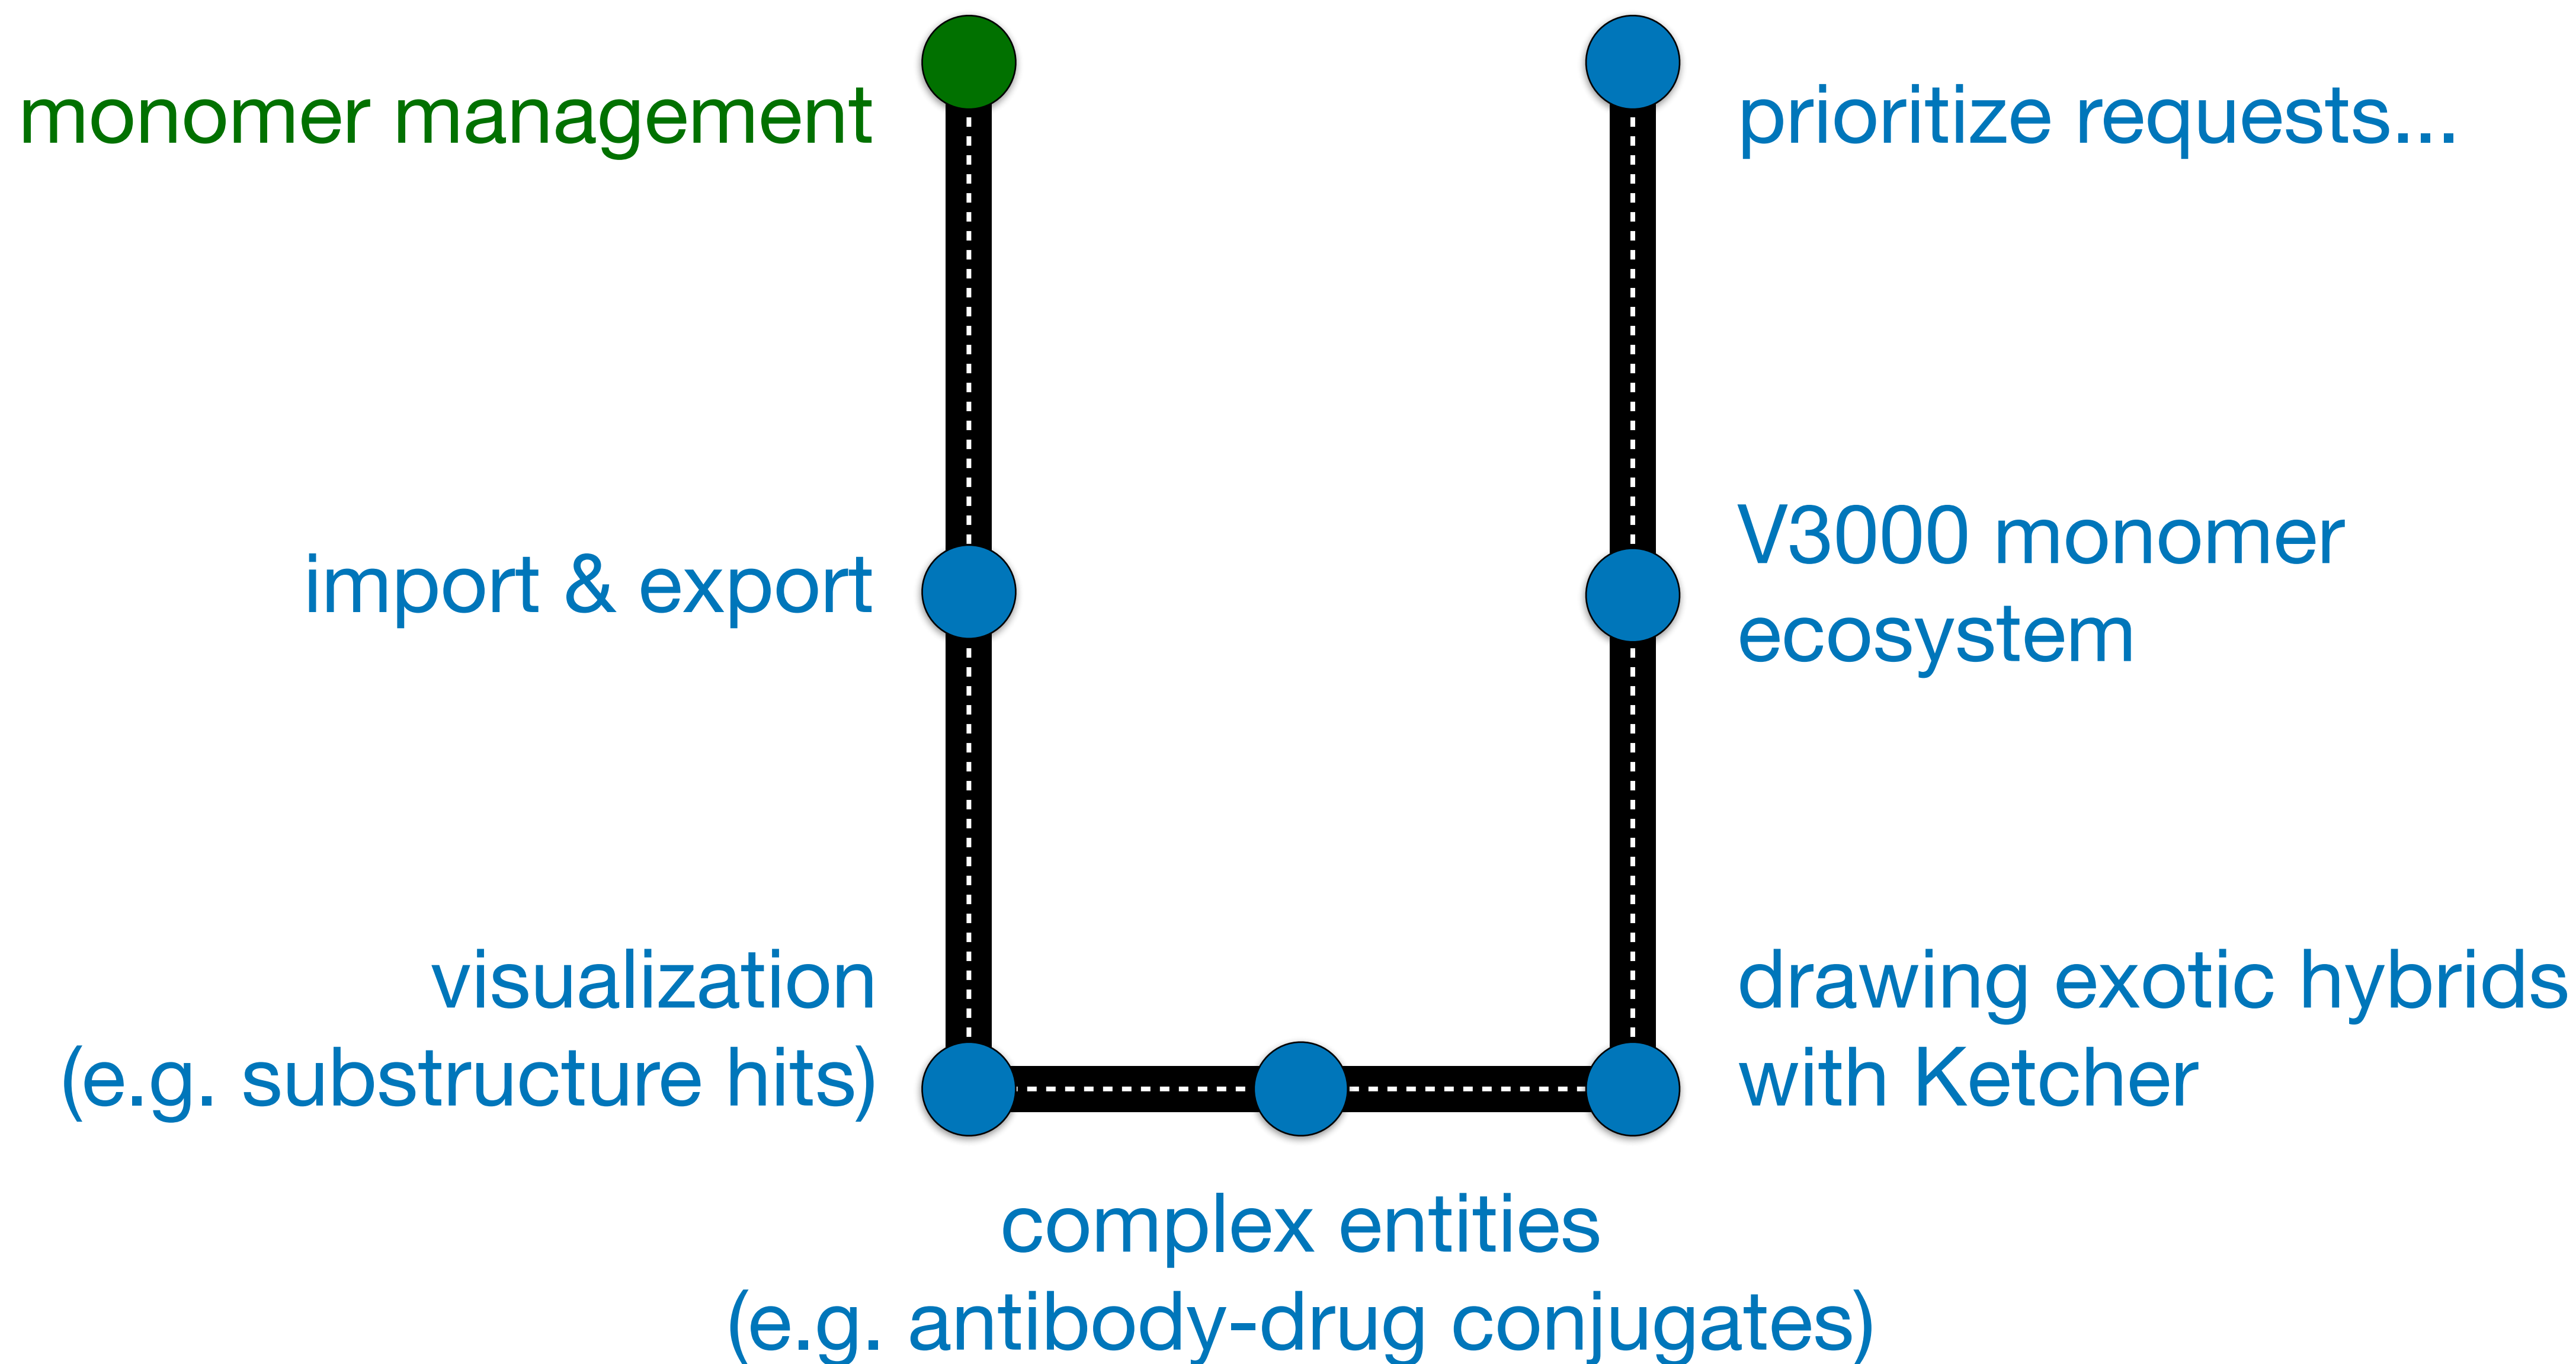 monomer management
import & export
visualization
(e.g. substructure hits)
complex entities
(e.g. antibody-drug conjugates)
drawing exotic hybrids
with Ketcher
V3000 monomer
ecosystem
prioritize requests...